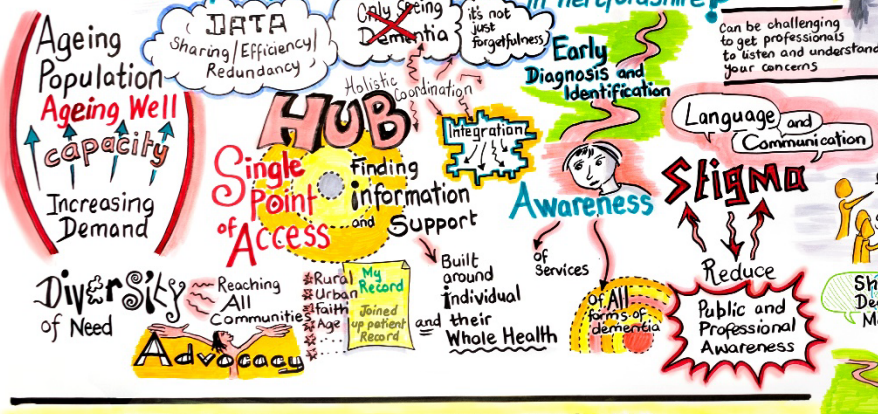 in Hertfordshire?
DATA
Sharing/Efficiency/
Redundancy
Only Seeing
Dementia
it's not
just
forgetfulness
Early
Diagnosis and
Identification
Can be challenging
to get professionals
to listen and understand
your concerns
Ageing
Population
Ageing Well
capacity
Increasing
Demand
Holistic
Coordination
HUB
Single
Point
of
Access
Finding
information
and Support
Integration
Awareness
of
Services
Of All
forms of
dementia
Language and
Communication
Stigma
Reduce
Public and
Professional
Awareness
Diversity
of Need
Reaching
All
Communities
Rural
Urban
faith
Age
Advocacy
My
Record
Joined
up patient
Record
and
Built
around
individual
their
Whole Health